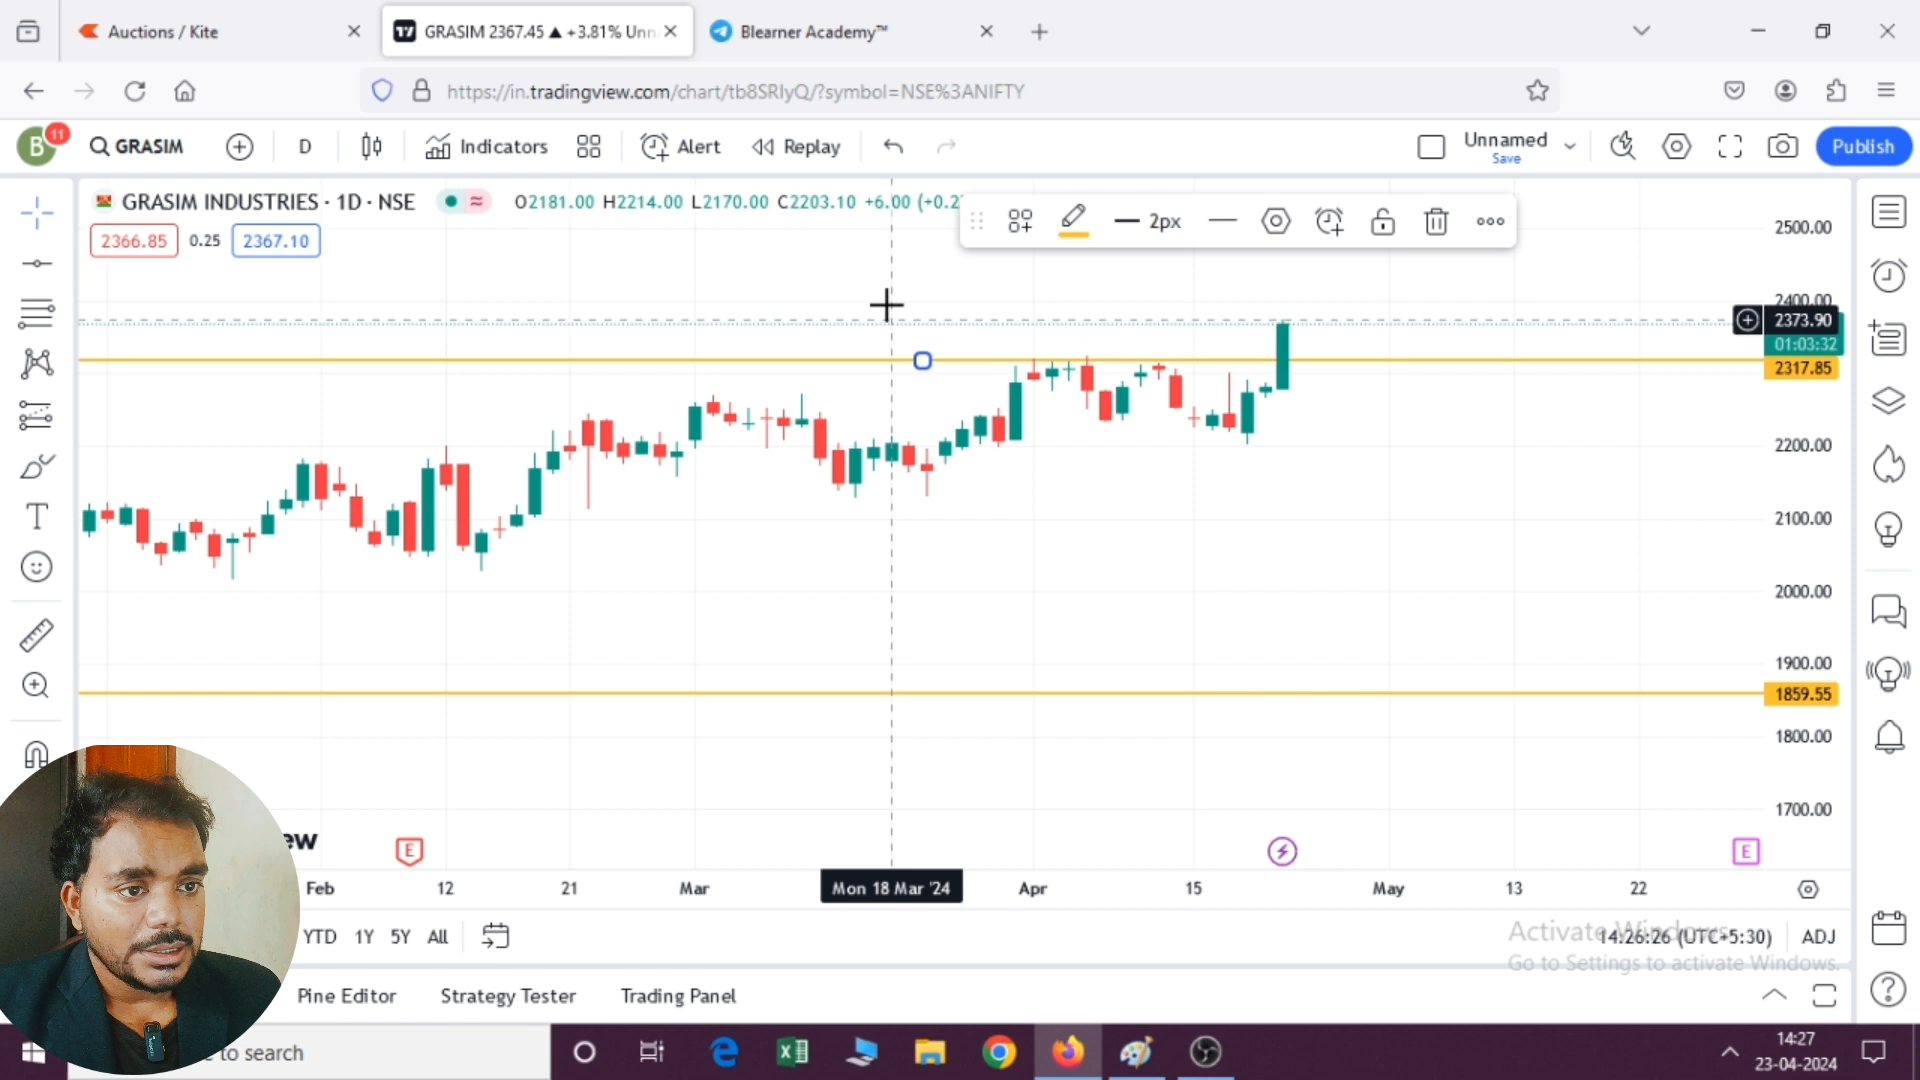 Auctions / Kite
GRASIM 2367.45 ▲ +3.81% Unn
Blearner Academy™
https://in.tradingview.com/chart/tb8SRIyQ/?symbol=NSE%3ANIFTY
B
11
GRASIM
D
Indicators
Alert
Replay
Unnamed
Save
Publish
GRASIM INDUSTRIES · 1D · NSE
O2181.00 H2214.00 L2170.00 C2203.10 +6.00 (+0.2
2366.85
0.25
2367.10
2px
2500.00
2400.00
2373.90
01:03:32
2317.85
2200.00
2100.00
2000.00
1900.00
1859.55
1800.00
1700.00
ew
E
E
Feb
12
21
Mar
Mon 18 Mar '24
Apr
15
May
13
22
YTD
1Y
5Y
All
14:26:26 (UTC+5:30)
ADJ
Activate Windows
Go to Settings to activate Windows.
Pine Editor
Strategy Tester
Trading Panel
to search
14:27
23-04-2024